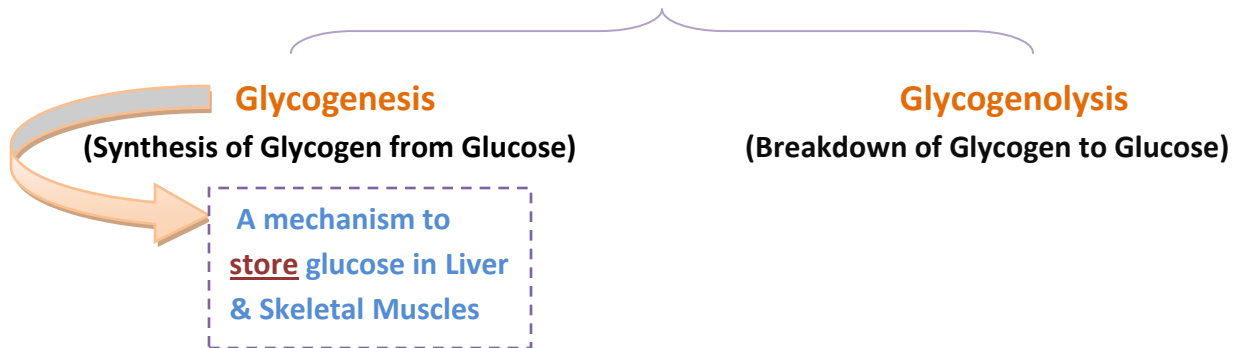 Glycogenesis
(Synthesis of Glycogen from Glucose)
Glycogenolysis
(Breakdown of Glycogen to Glucose)
A mechanism to
store glucose in Liver
& Skeletal Muscles